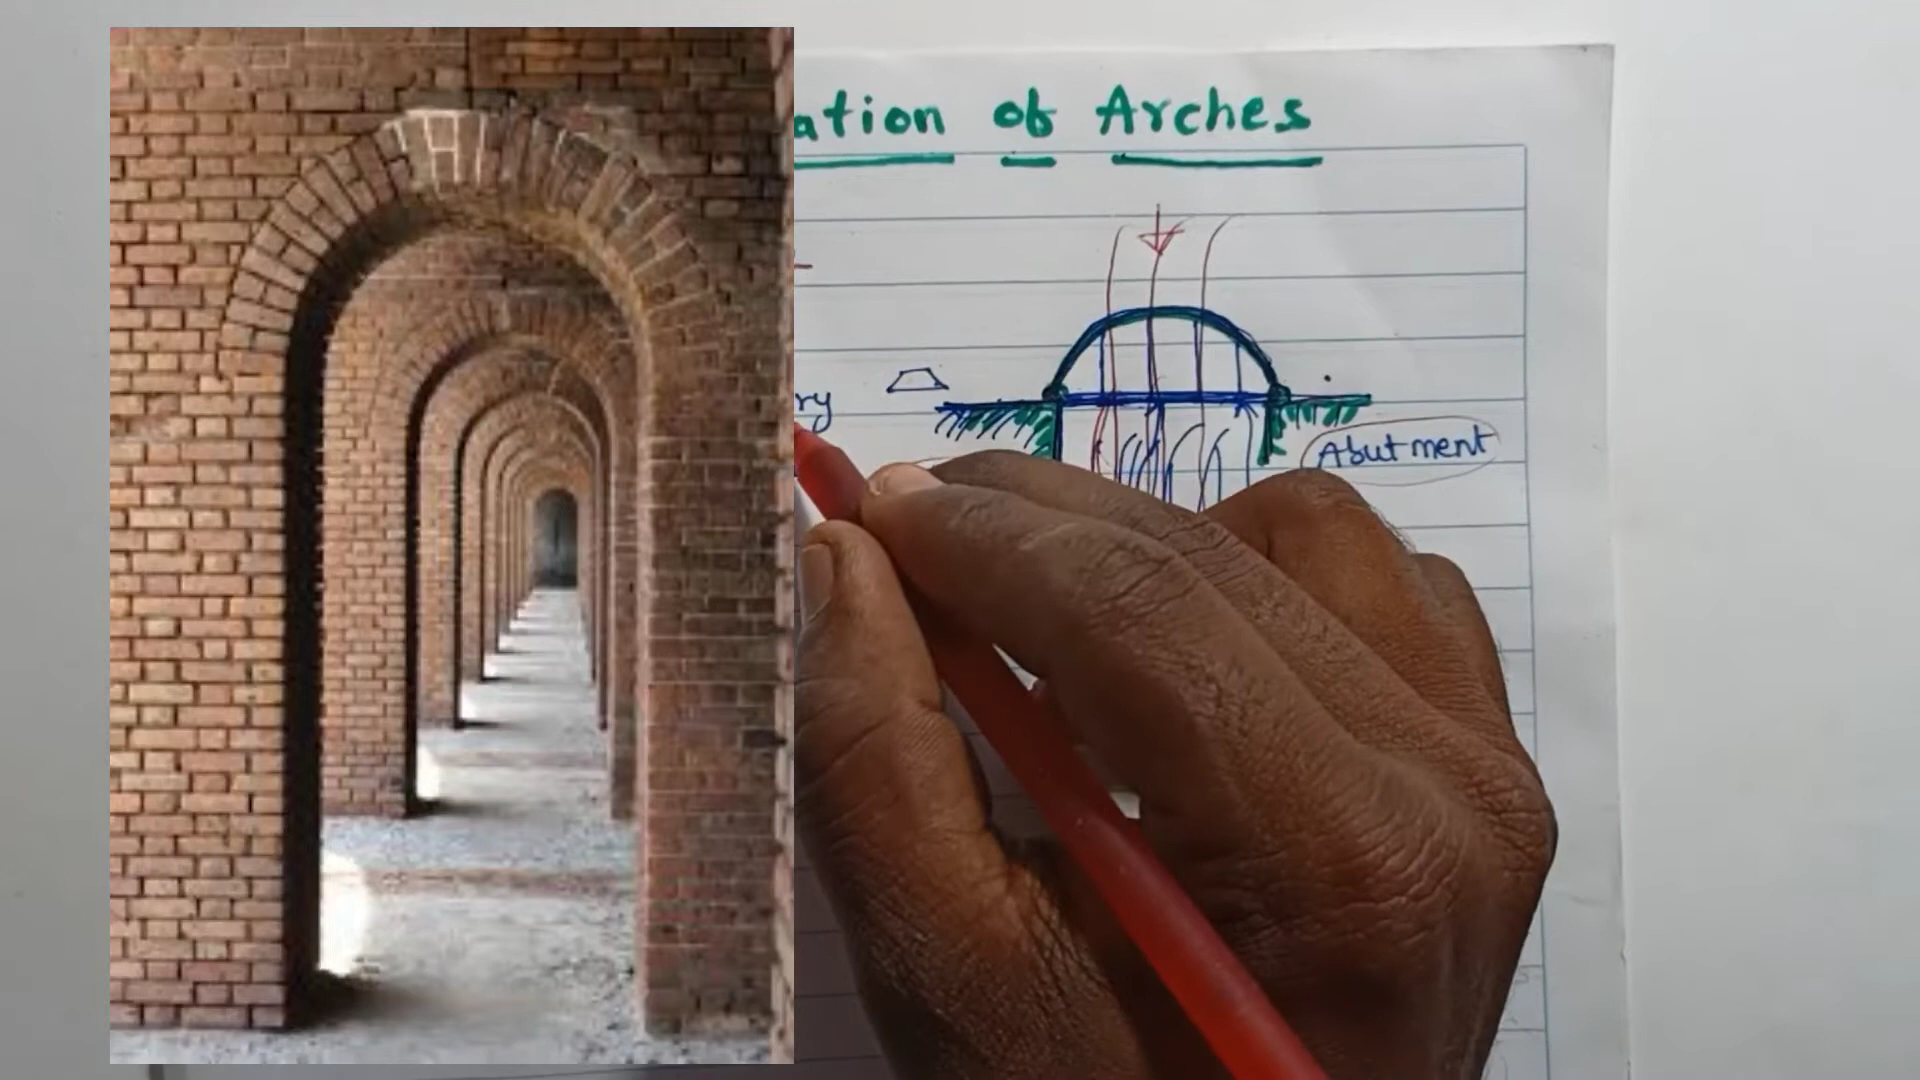 ation of Arches
ry
Abutment